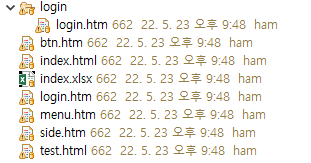 login
login.htm 662 22. 5. 23 오후 9:48 ham
btn.htm 662 22. 5. 23 오후 9:48 ham
index.html 662 22. 5. 23 오후 9:48 ham
index.xlsx 662 22. 5. 23 오후 9:48 ham
login.htm 662 22. 5. 23 오후 9:48 ham
menu.htm 662 22. 5. 23 오후 9:48 ham
side.htm 662 22. 5. 23 오후 9:48 ham
test.html 662 22. 5. 23 오후 9:48 ham